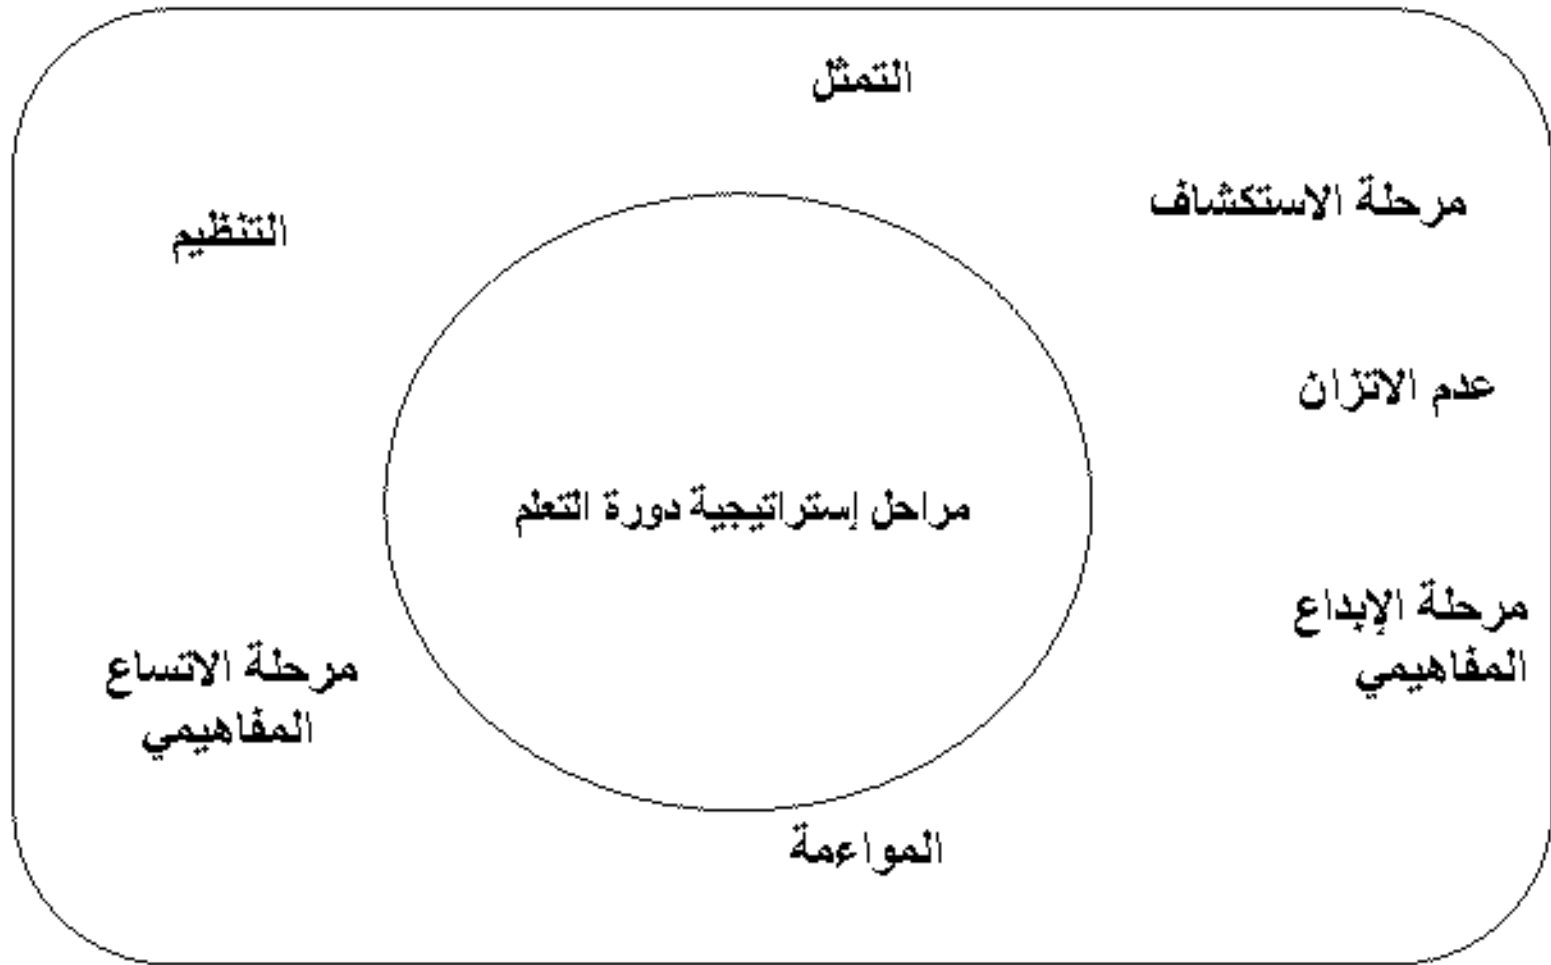 التمثل
مرحلة الاستكشاف
التنظيم
عدم الاتزان
مراحل إستراتيجية دورة التعلم
مرحلة الإبداع
المفاهيمي
مرحلة الاتساع
المفاهيمي
المواءمة